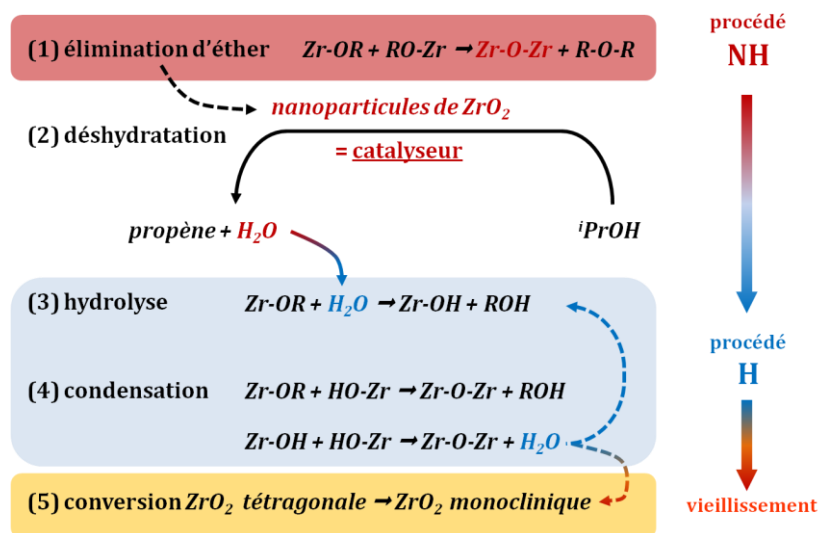 procédé
NH
(1) élimination d'éther Zr-OR + RO-Zr → Zr-O-Zr + R-O-R
nanoparticules de ZrO₂
(2) déshydratation
= catalyseur
propène + H₂O
ⁱPrOH
(3) hydrolyse Zr-OR + H₂O → Zr-OH + ROH
procédé
H
(4) condensation Zr-OR + HO-Zr → Zr-O-Zr + ROH
Zr-OH + HO-Zr → Zr-O-Zr + H₂O
(5) conversion ZrO₂ tétragonale → ZrO₂ monoclinique
vieillissement